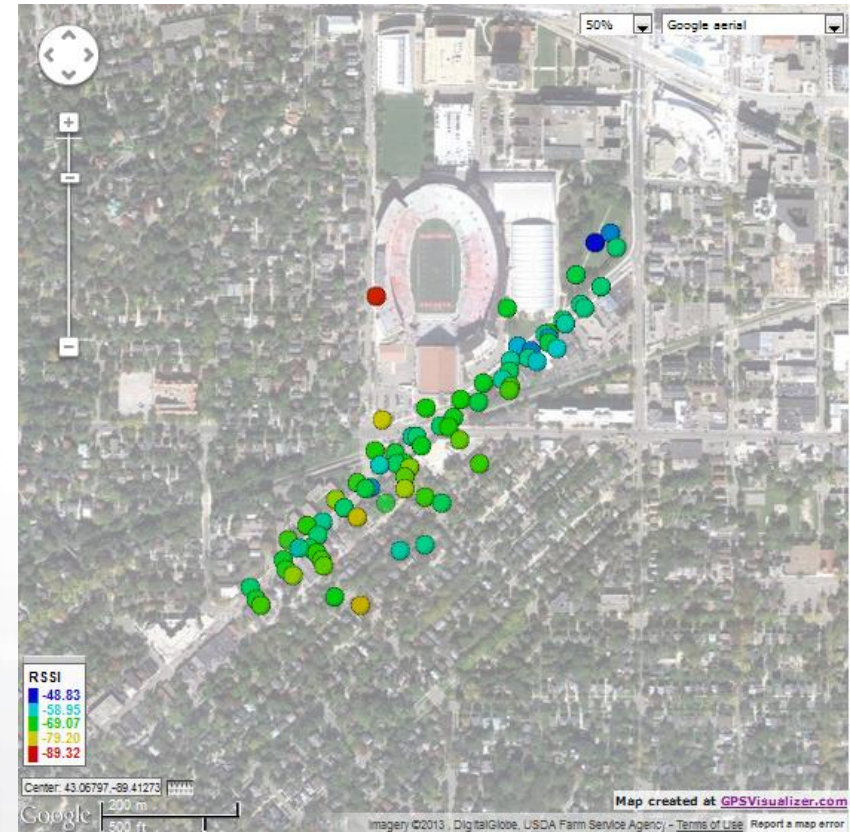 50%
Google aerial
RSSI
-48.83
-58.95
-69.07
-79.20
-89.32
Center: 43.06797,-89.41273
Google
200 m
500 ft
Map created at GPSVisualizer.com
Imagery ©2013 , DigitalGlobe, USDA Farm Service Agency - Terms of Use Report a map error